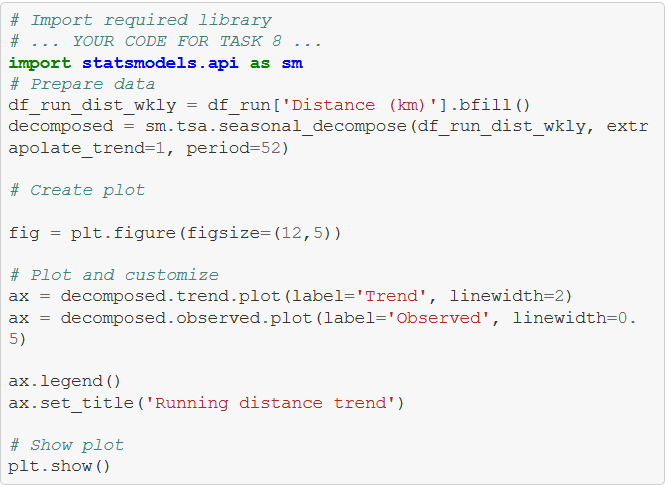 # Import required library
# ... YOUR CODE FOR TASK 8 ...
import statsmodels.api as sm
# Prepare data
df_run_dist_wkly = df_run['Distance (km)'].bfill()
decomposed = sm.tsa.seasonal_decompose(df_run_dist_wkly, extr
apolate_trend=1, period=52)
# Create plot
fig = plt.figure(figsize=(12,5))
# Plot and customize
ax = decomposed.trend.plot(label='Trend', linewidth=2)
ax = decomposed.observed.plot(label='Observed', linewidth=0.
5)
ax.legend()
ax.set_title('Running distance trend')
# Show plot
plt.show()